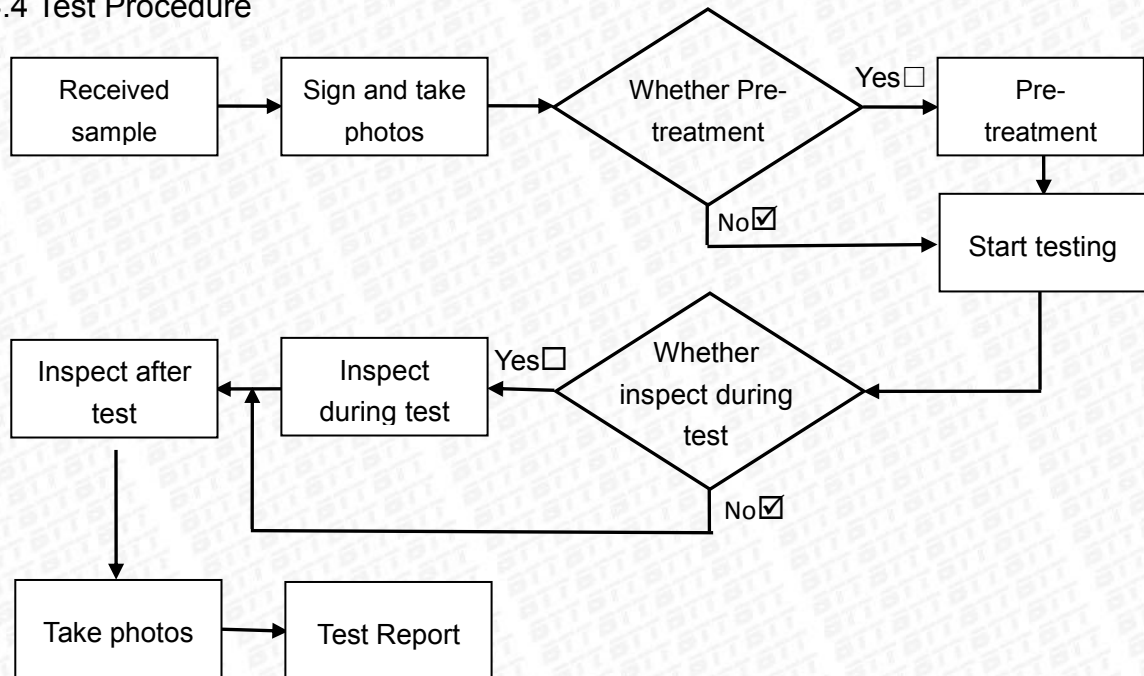 .4 Test Procedure
Received
sample
Sign and take
photos
Whether Pre-
treatment
Yes☐
Pre-
treatment
No☑
Start testing
Inspect after
test
Inspect
during test
Yes☐
Whether
inspect during
test
No☑
Take photos
Test Report